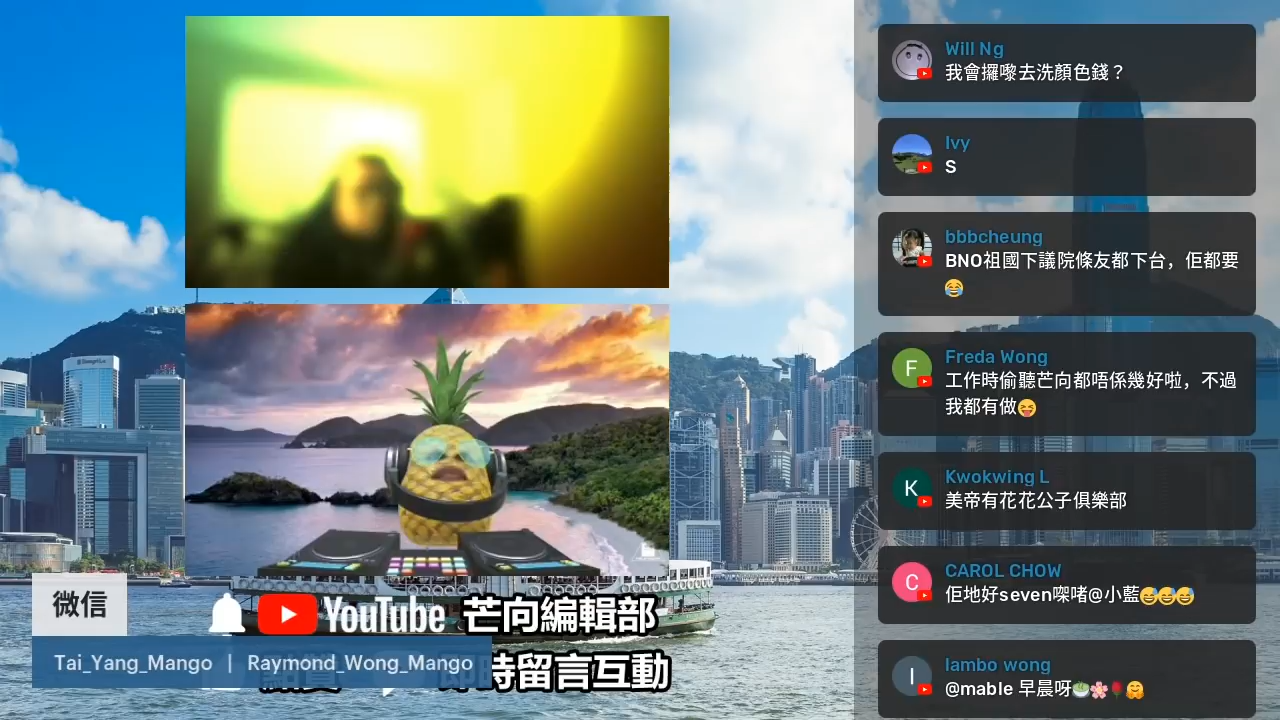 Will Ng
我會攞嚟去洗顏色錢？
Ivy
S
bbbcheung
BNO祖國下議院條友都下台，佢都要
😂
Freda Wong
F
工作時偷聽芒向都唔係幾好啦，不過
我都有做😝
Kwokwing L
K
美帝有花花公子俱樂部
CAROL CHOW
C
佢地好seven㗎啫@小藍😅😅😅
lambo wong
l
@mable 早晨呀🍵🌸🌹🤗
微信
YouTube 芒向編輯部
Tai_Yang_Mango | Raymond_Wong_Mango
即時留言互動